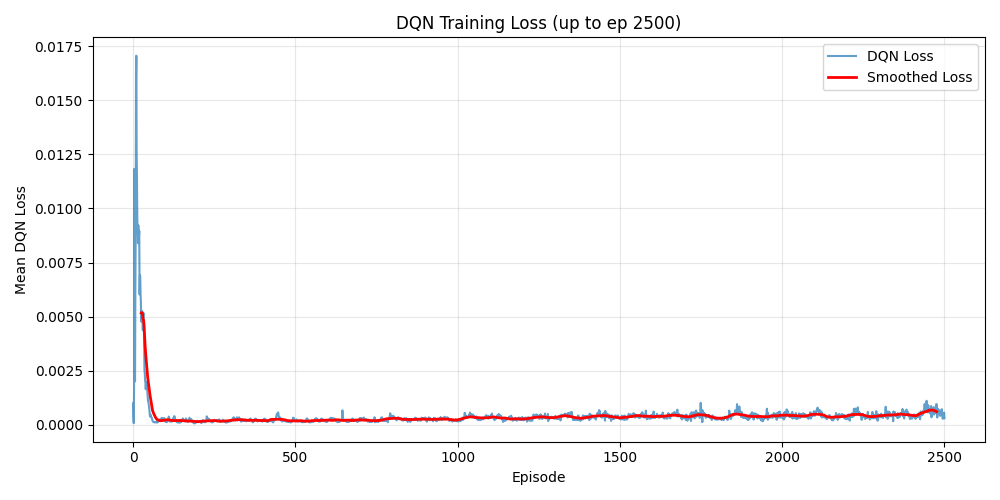 DQN Training Loss (up to ep 2500)
DQN Loss
Smoothed Loss
Mean DQN Loss
0.0175
0.0150
0.0125
0.0100
0.0075
0.0050
0.0025
0.0000
0
500
1000
1500
2000
2500
Episode